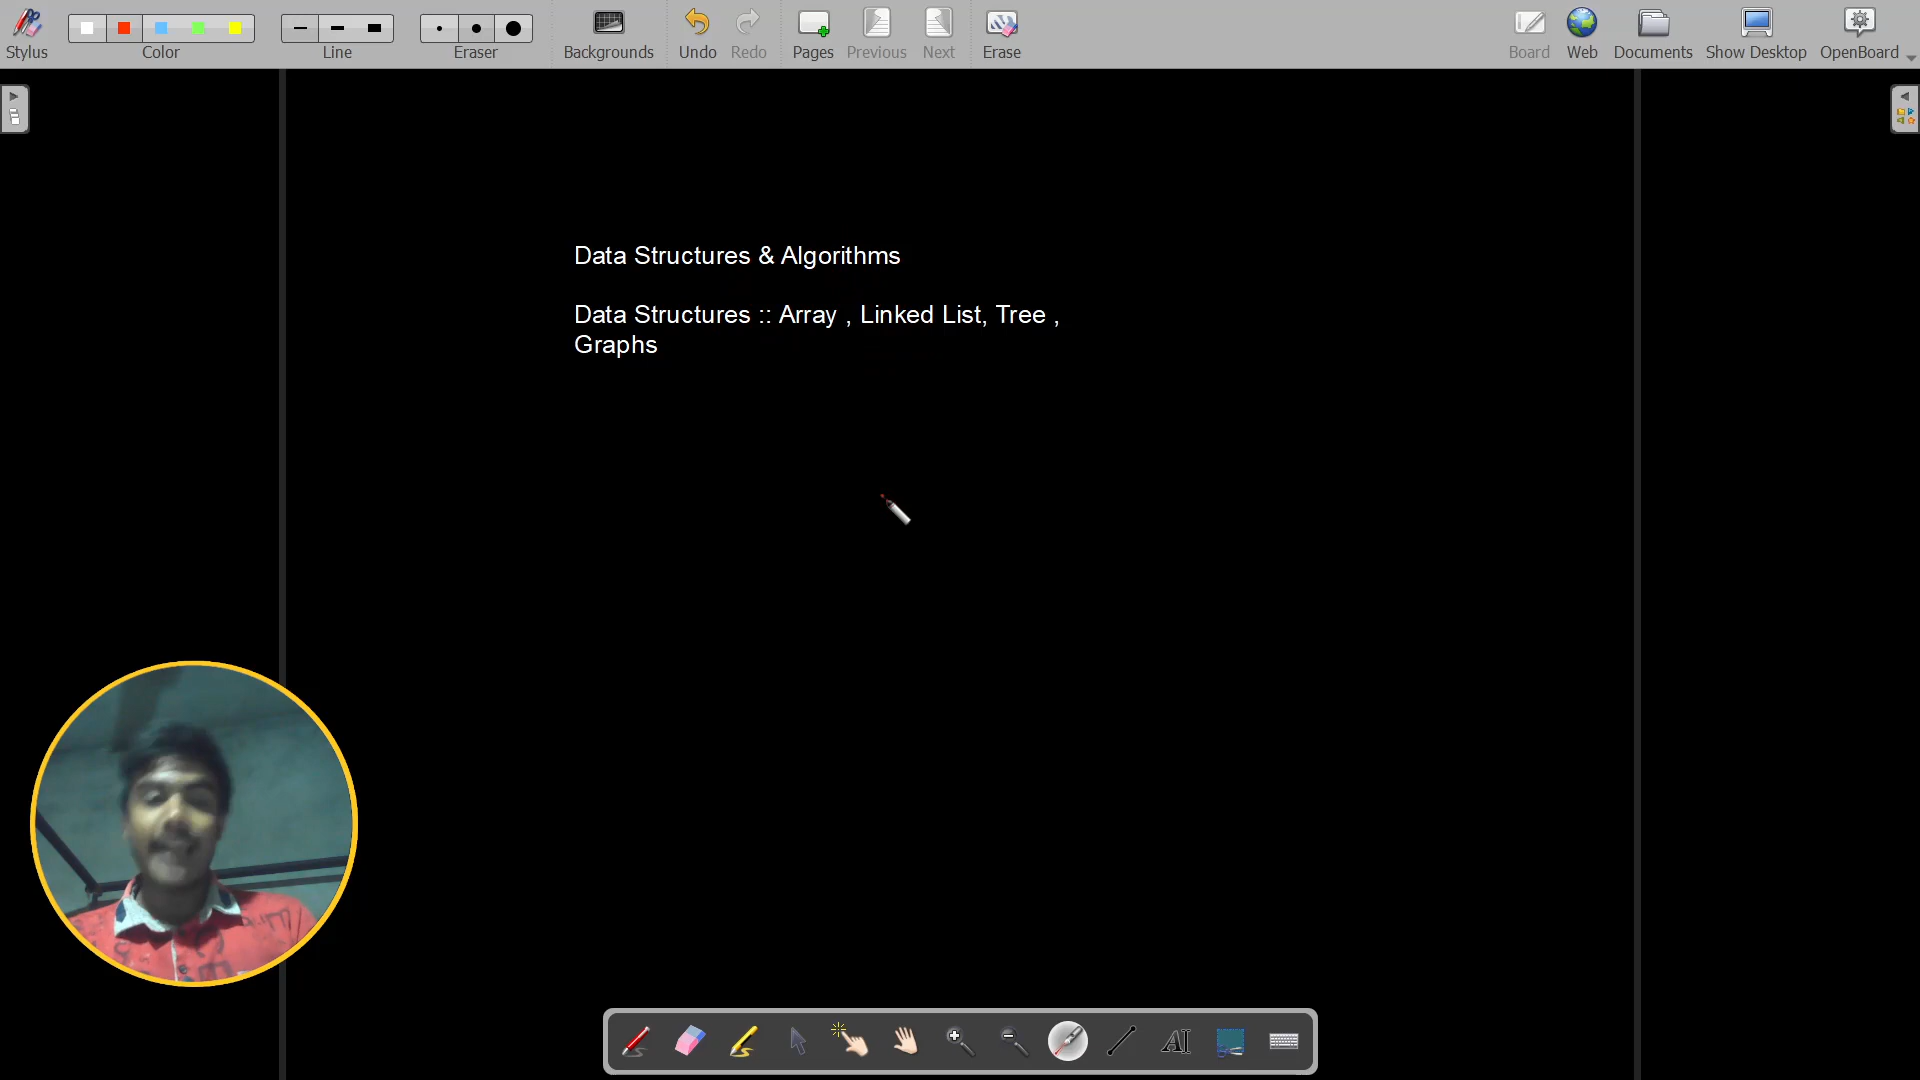 Stylus
Color
Line
Eraser
Backgrounds
Undo
Redo
Pages
Previous
Next
Erase
Board
Web
Documents
Show Desktop
OpenBoard
Data Structures & Algorithms
Data Structures :: Array , Linked List, Tree ,
Graphs
AI